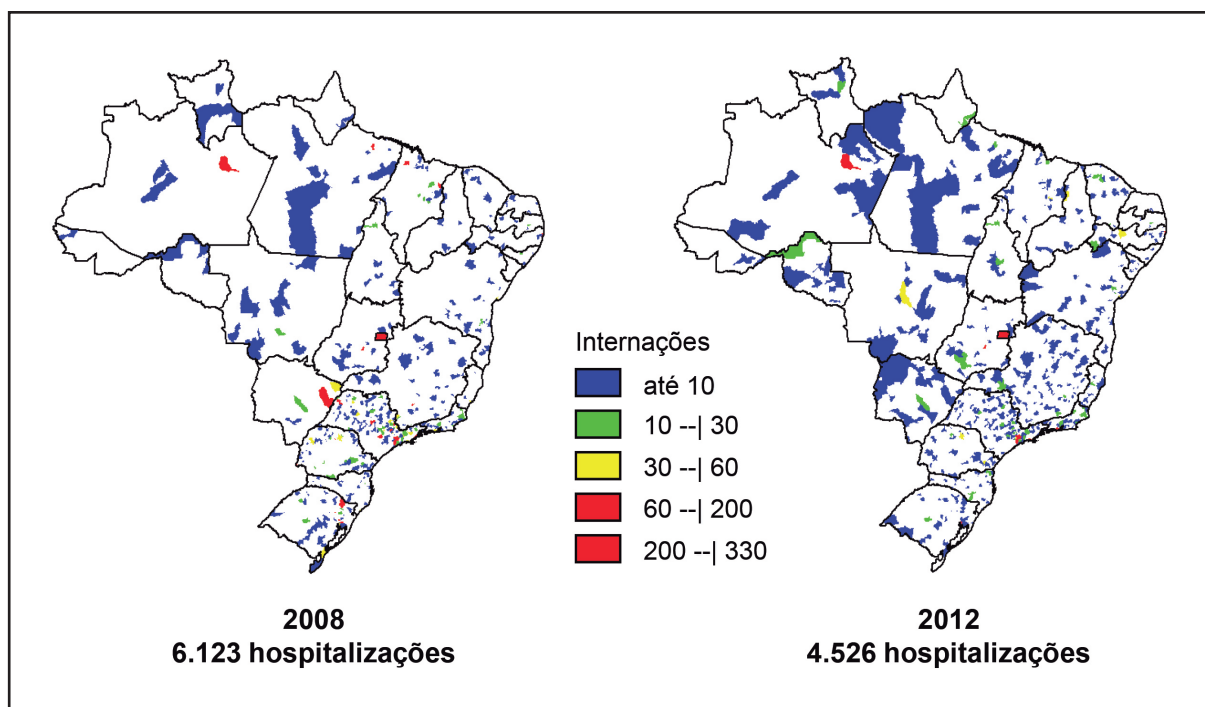 Internações
até 10
10 --| 30
30 --| 60
60 --| 200
200 --| 330
2008
6.123 hospitalizações
2012
4.526 hospitalizações